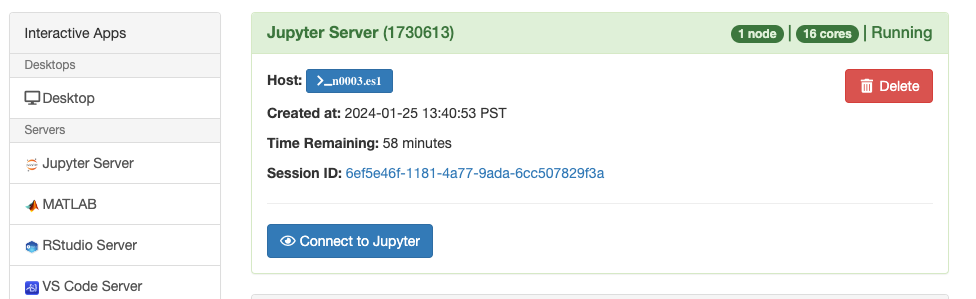 Interactive Apps
Desktops
Desktop
Servers
Jupyter Server
MATLAB
RStudio Server
VS Code Server
Jupyter Server (1730613)
1 node | 16 cores | Running
Host: >_n0003.es1
Delete
Created at: 2024-01-25 13:40:53 PST
Time Remaining: 58 minutes
Session ID: 6ef5e46f-1181-4a77-9ada-6cc507829f3a
Connect to Jupyter